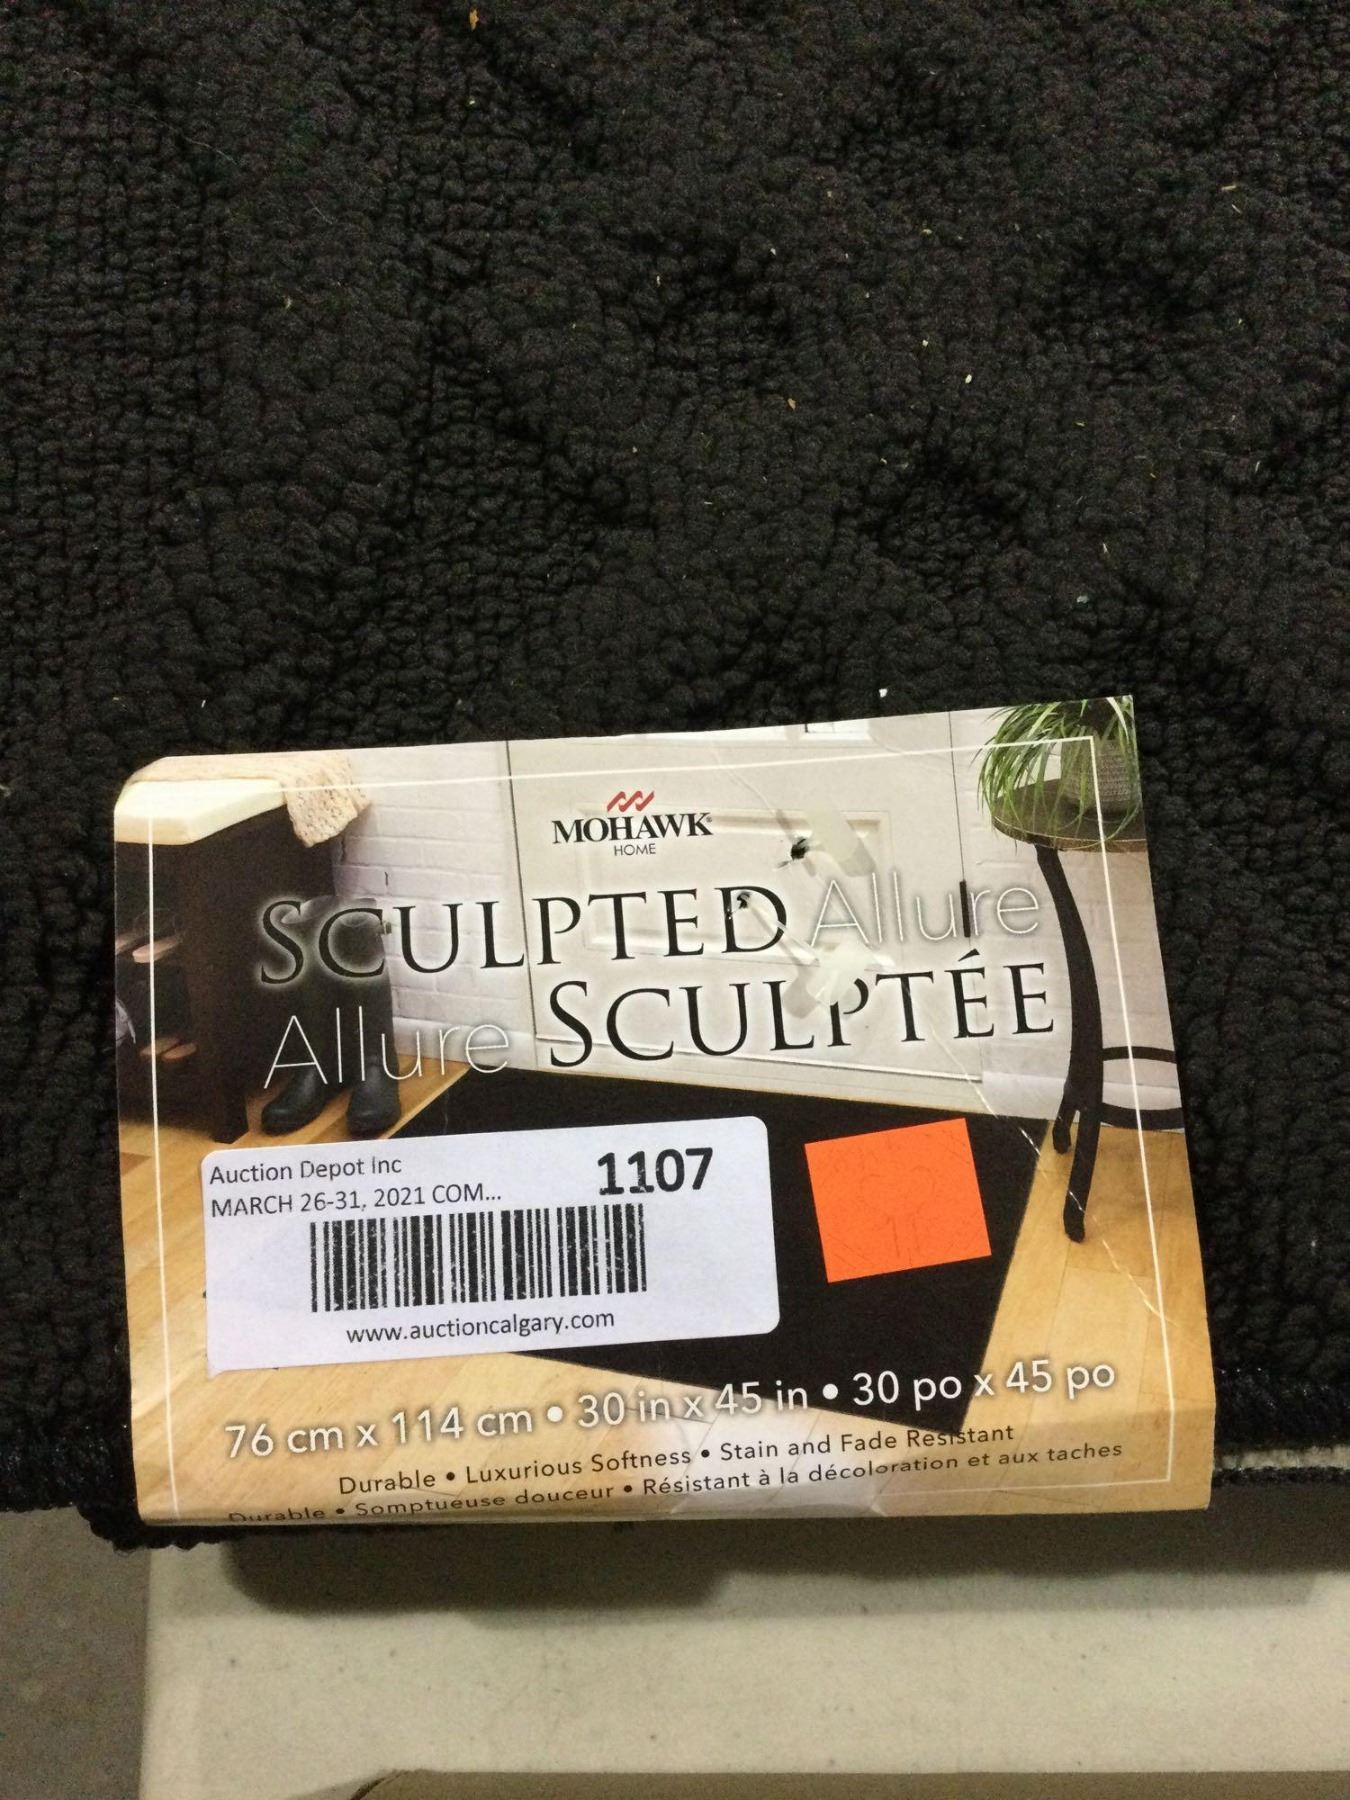 MOHAWK
HOME
SCULPTED Allure
Allure SCULPTÉE
Auction Depot Inc
1107
MARCH 26-31, 2021 COM...
www.auctioncalgary.com
76 cm x 114 cm • 30 in x 45 in • 30 po x 45 po
Durable • Luxurious Softness • Stain and Fade Resistant
Durable • Somptueuse douceur • Résistant à la décoloration et aux taches